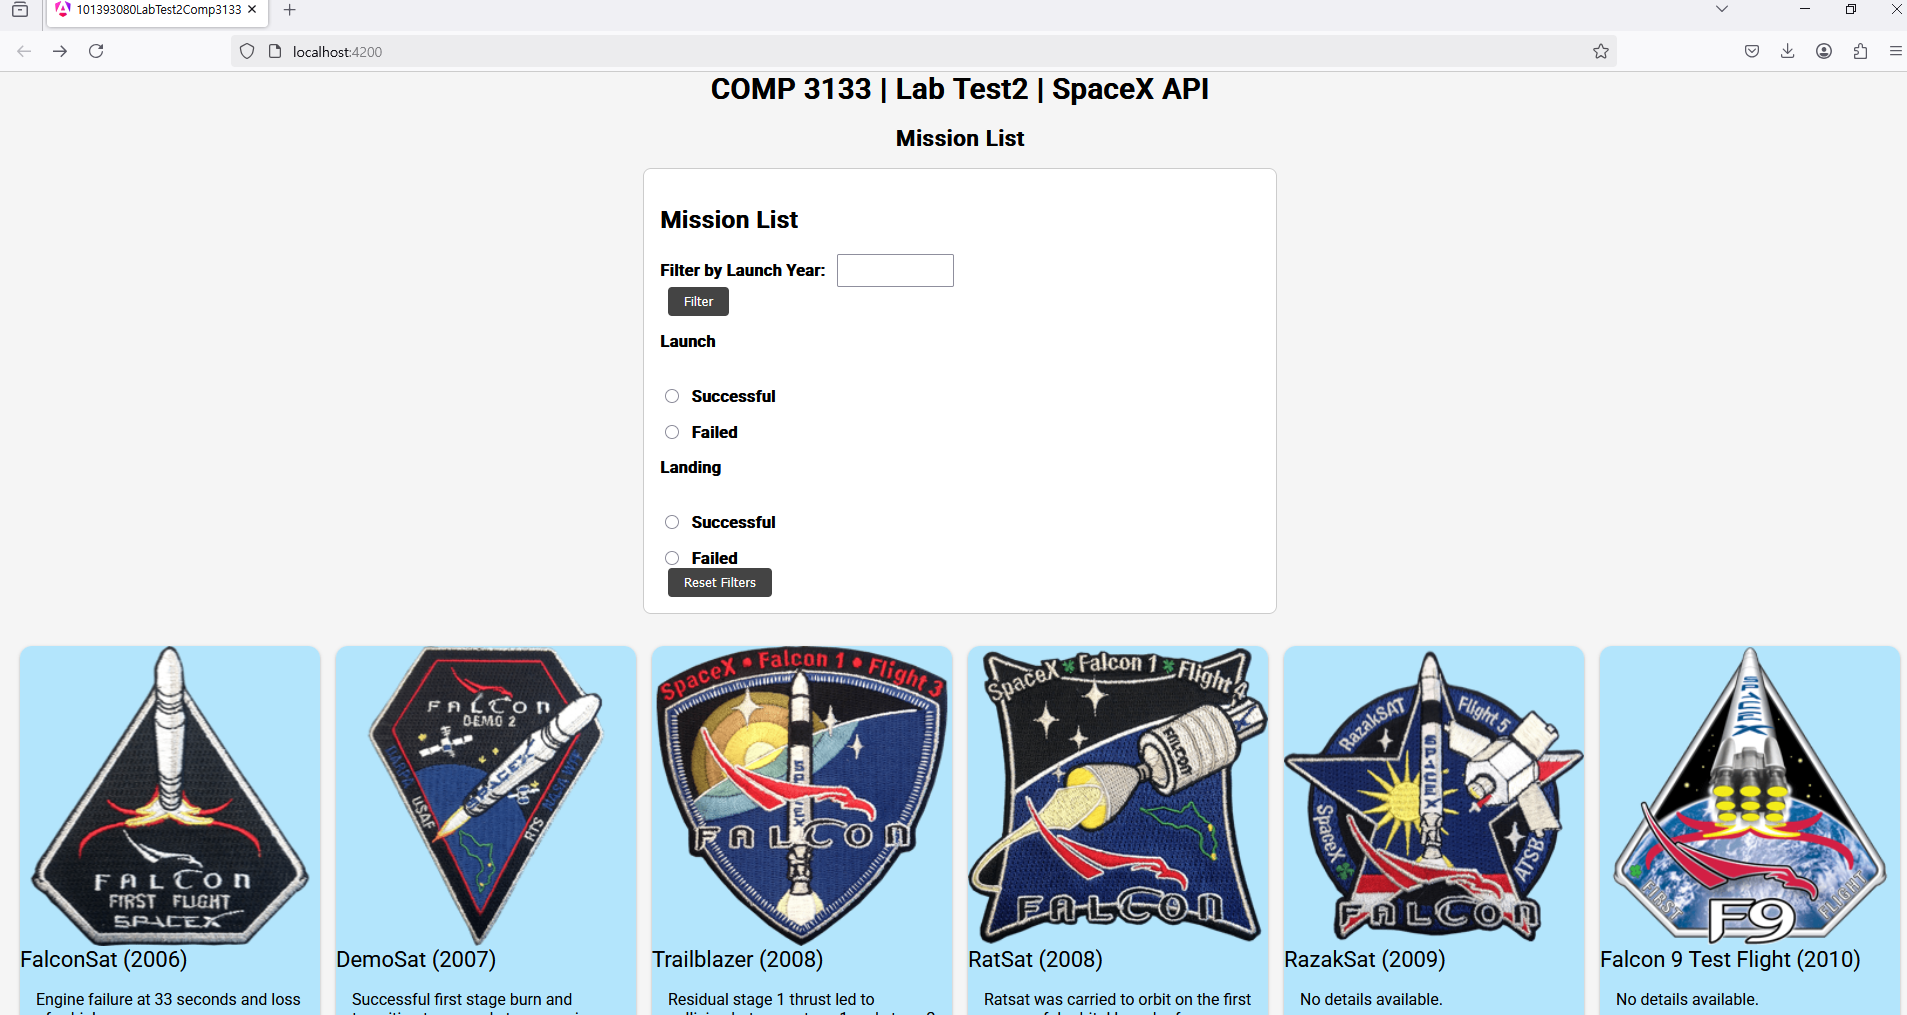 101393080LabTest2Comp3133
localhost:4200
COMP 3133 | Lab Test2 | SpaceX API
Mission List
Mission List
Filter by Launch Year:
Filter
Launch
Successful
Failed
Landing
Successful
Failed
Reset Filters
FALCON
FIRST FLIGHT
SPACEX
FalconSat (2006)
Engine failure at 33 seconds and loss
FALCON
DEMO 2
DARPA
USAF
SPACEX
NASA WFF
RTS
DemoSat (2007)
Successful first stage burn and
SpaceX • Falcon 1 • Flight 3
SPACEX
FALCON
Trailblazer (2008)
Residual stage 1 thrust led to
SpaceX Falcon 1 Flight 4
FALCON
FALCON
RatSat (2008)
Ratsat was carried to orbit on the first
RazakSAT
Flight 5
SPACEX
SpaceX
ATSB
FALCON
RazakSat (2009)
No details available.
SPACEX
FIRST
FLIGHT
F9
Falcon 9 Test Flight (2010)
No details available.